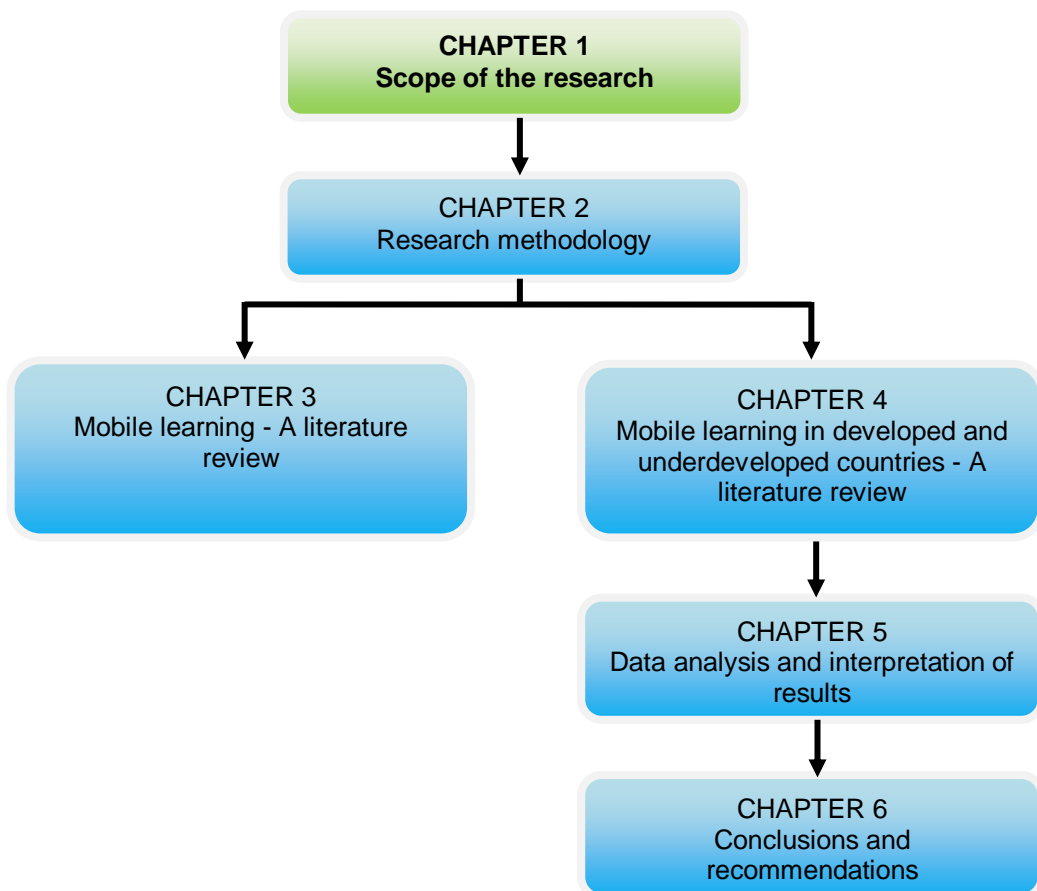 CHAPTER 1
Scope of the research
CHAPTER 2
Research methodology
CHAPTER 3
Mobile learning - A literature
review
CHAPTER 4
Mobile learning in developed and
underdeveloped countries - A
literature review
CHAPTER 5
Data analysis and interpretation of
results
CHAPTER 6
Conclusions and
recommendations